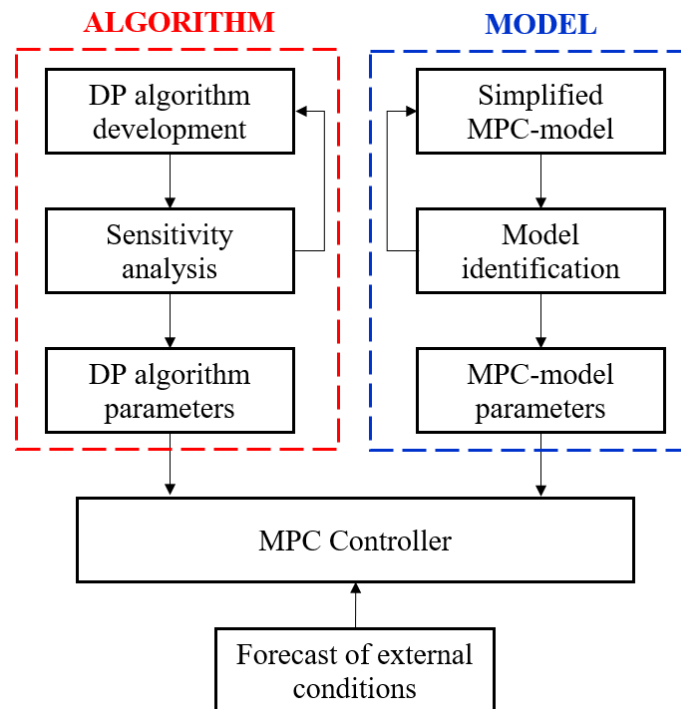 ALGORITHM
DP algorithm
development
Sensitivity
analysis
DP algorithm
parameters
MODEL
Simplified
MPC-model
Model
identification
MPC-model
parameters
MPC Controller
Forecast of external
conditions